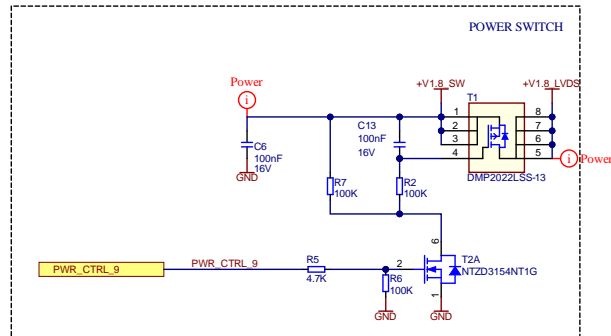 POWER SWITCH
Power
i
+V1.8_SW
+V1.8_LVDS
T1
1
8
2
7
3
6
4
5
i
Power
DMP2022LSS-13
C6
100nF
16V
GND
C13
100nF
16V
R7
100K
R2
100K
6
T2A
NTZD3154NT1G
2
1
PWR_CTRL_9
PWR_CTRL_9
R5
4.7K
R6
100K
GND
GND